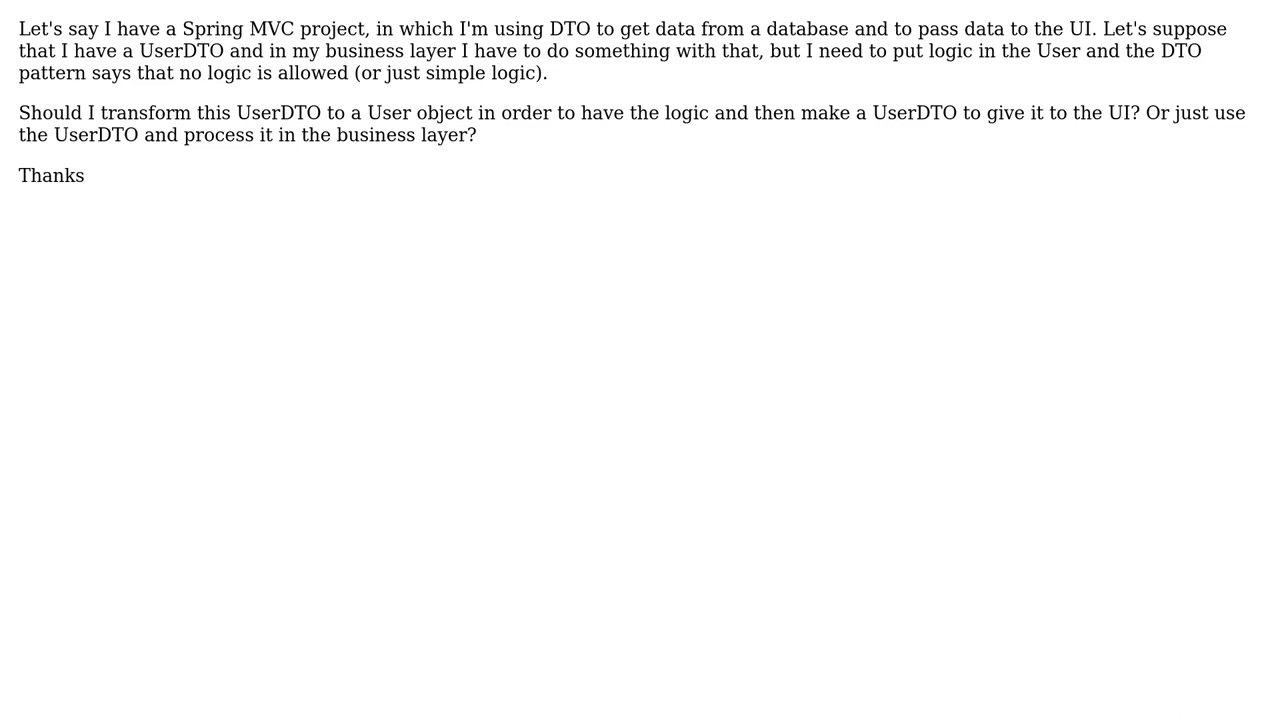 Let's say I have a Spring MVC project, in which I'm using DTO to get data from a database and to pass data to the UI. Let's suppose
that I have a UserDTO and in my business layer I have to do something with that, but I need to put logic in the User and the DTO
pattern says that no logic is allowed (or just simple logic).
Should I transform this UserDTO to a User object in order to have the logic and then make a UserDTO to give it to the UI? Or just use
the UserDTO and process it in the business layer?
Thanks